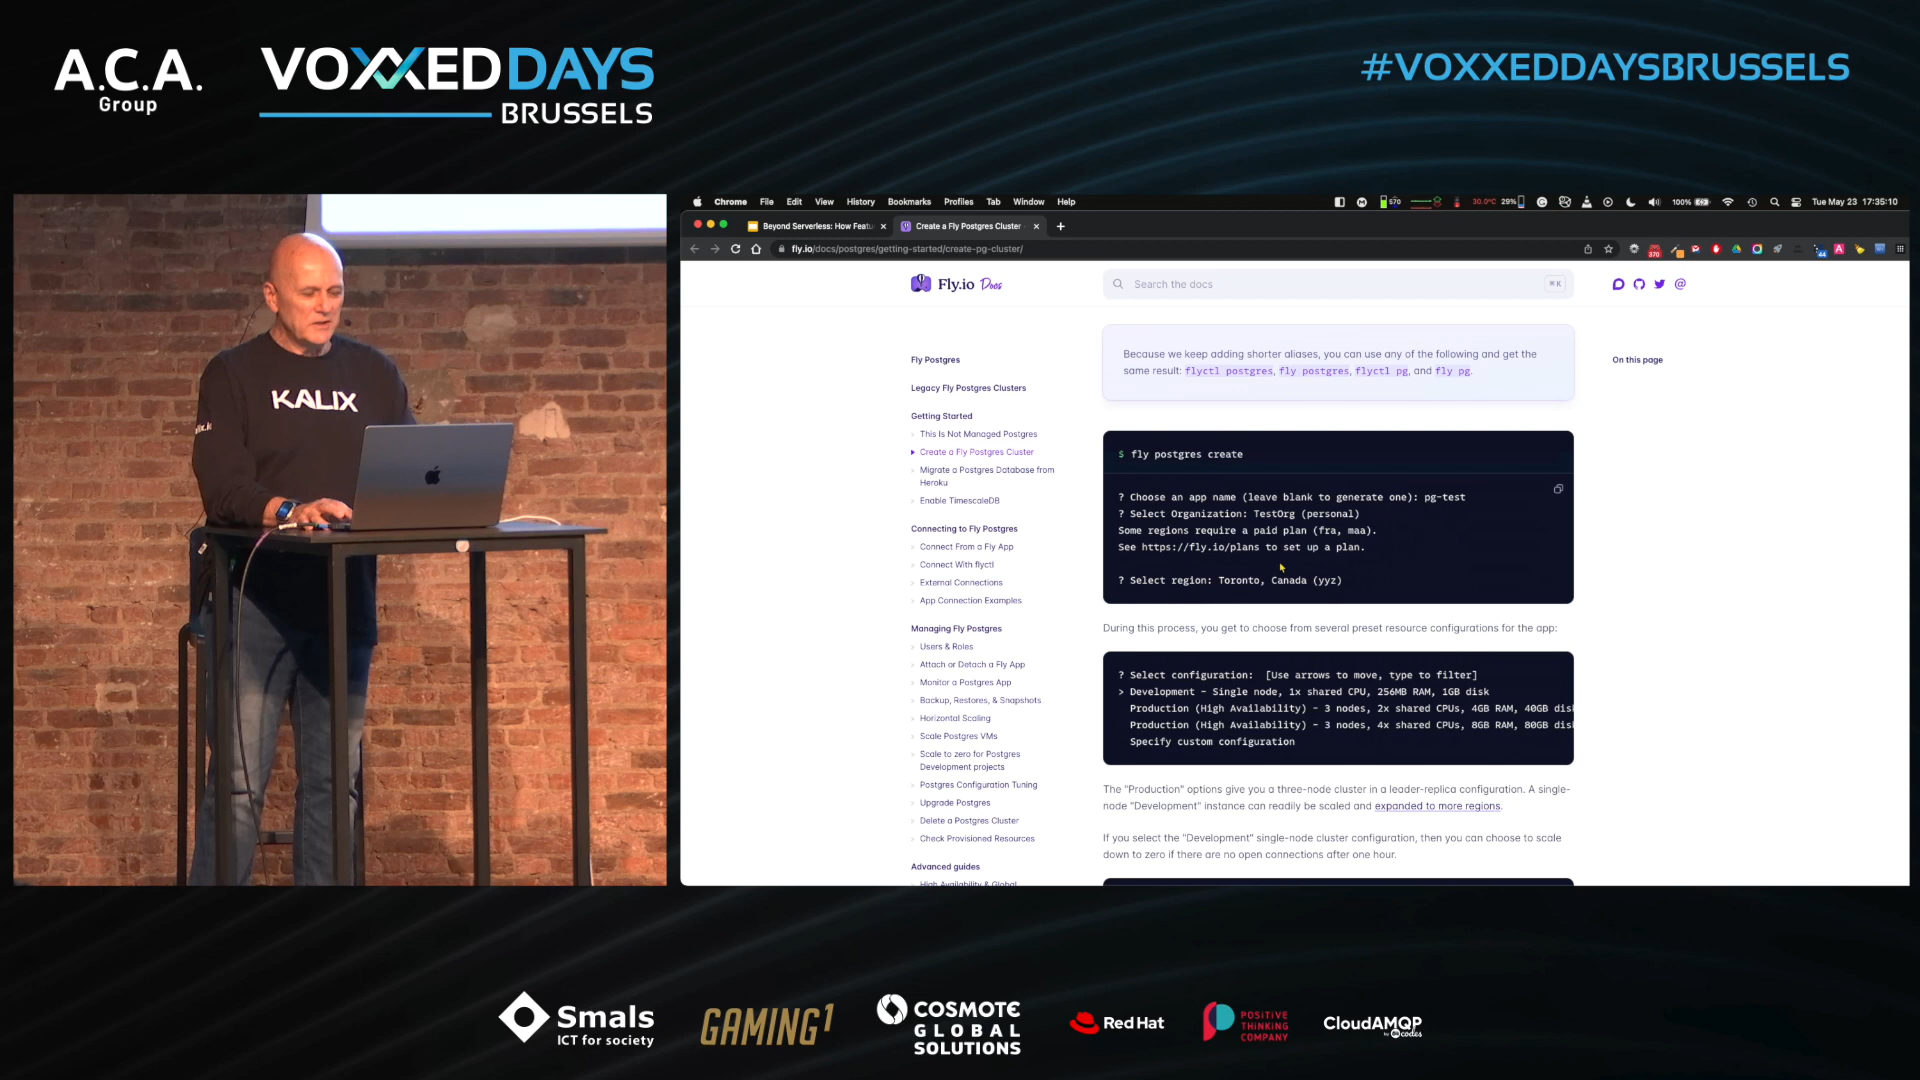 A.C.A.
Group
VOXXEDDAYS
BRUSSELS
#VOXXEDDAYSBRUSSELS
KALIX
Chrome File Edit View History Bookmarks Profiles Tab Window Help
570
30.0°C 29%
100%
Tue May 23 17:35:10
Beyond Serverless: How Featu
Create a Fly Postgres Cluster
fly.io/docs/postgres/getting-started/create-pg-cluster/
370
44
Fly.io Docs
Search the docs
⌘K
Fly Postgres
Legacy Fly Postgres Clusters
Getting Started
This Is Not Managed Postgres
Create a Fly Postgres Cluster
Migrate a Postgres Database from
Heroku
Enable TimescaleDB
Connecting to Fly Postgres
Connect From a Fly App
Connect With flyctl
External Connections
App Connection Examples
Managing Fly Postgres
Users & Roles
Attach or Detach a Fly App
Monitor a Postgres App
Backup, Restores, & Snapshots
Horizontal Scaling
Scale Postgres VMs
Scale to zero for Postgres
Development projects
Postgres Configuration Tuning
Upgrade Postgres
Delete a Postgres Cluster
Check Provisioned Resources
Advanced guides
High Availability & Global
Because we keep adding shorter aliases, you can use any of the following and get the
same result: flyctl postgres, fly postgres, flyctl pg, and fly pg.
$ fly postgres create
? Choose an app name (leave blank to generate one): pg-test
? Select Organization: TestOrg (personal)
Some regions require a paid plan (fra, maa).
See https://fly.io/plans to set up a plan.
? Select region: Toronto, Canada (yyz)
During this process, you get to choose from several preset resource configurations for the app:
? Select configuration: [Use arrows to move, type to filter]
> Development - Single node, 1x shared CPU, 256MB RAM, 1GB disk
Production (High Availability) - 3 nodes, 2x shared CPUs, 4GB RAM, 40GB disk
Production (High Availability) - 3 nodes, 4x shared CPUs, 8GB RAM, 80GB disk
Specify custom configuration
The "Production" options give you a three-node cluster in a leader-replica configuration. A single-
node "Development" instance can readily be scaled and expanded to more regions.
If you select the "Development" single-node cluster configuration, then you can choose to scale
down to zero if there are no open connections after one hour.
On this page
Smals
ICT for society
GAMING1
COSMOTE
GLOBAL
SOLUTIONS
Red Hat
POSITIVE
THINKING
COMPANY
CloudAMQP